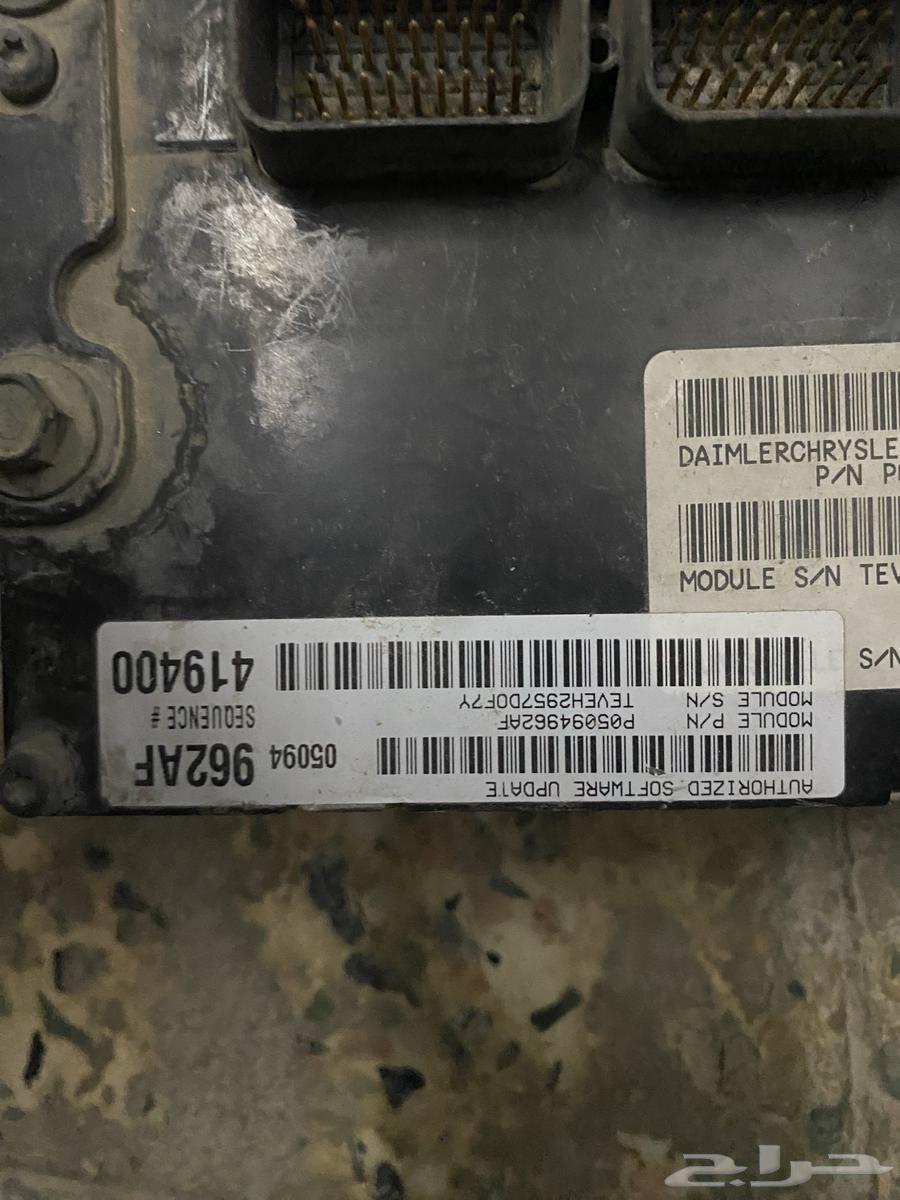 DAIMLERCHRYSLE
P/N P
MODULE S/N TEV
S/N
AUTHORIZED SOFTWARE UPDATE
05094
962AF
MODULE P/N P05094962AF
MODULE S/N TEVEH2957D0F7Y
SEQUENCE #
419400
حراج